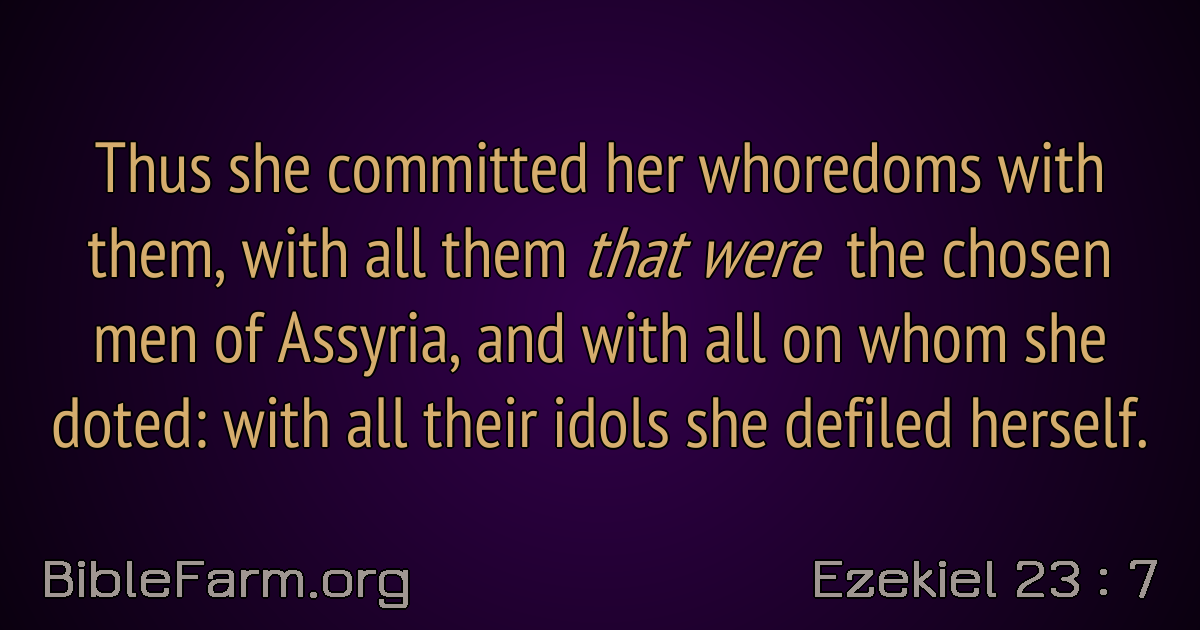 Thus she committed her whoredoms with
them, with all them that were the chosen
men of Assyria, and with all on whom she
doted: with all their idols she defiled herself.
BibleFarm.org
Ezekiel 23 : 7